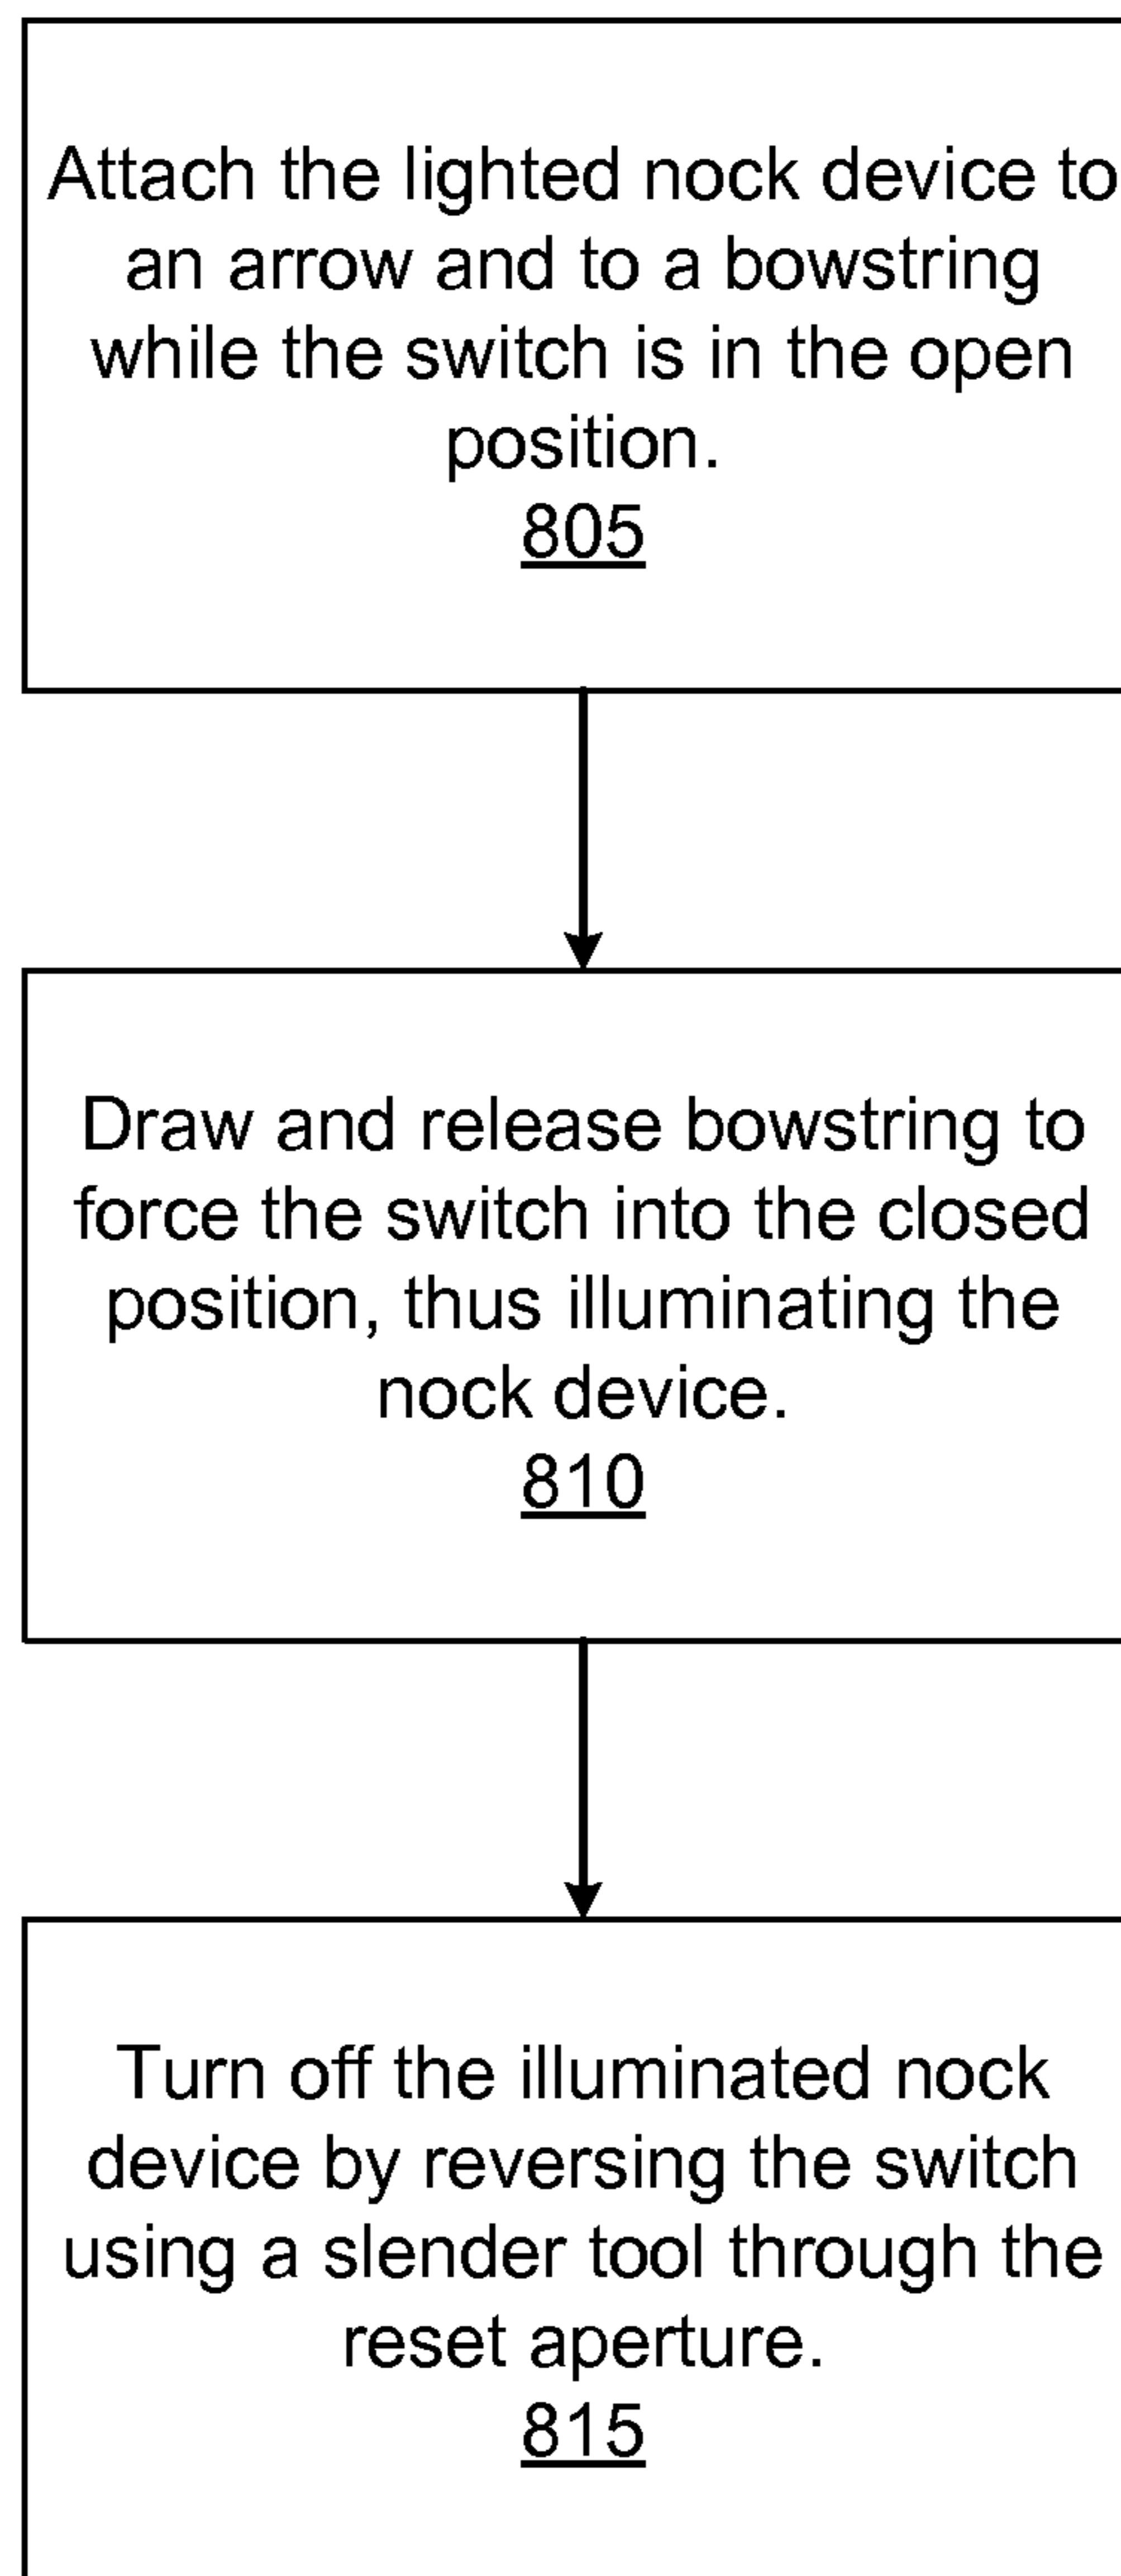 Attach the lighted nock device to
an arrow and to a bowstring
while the switch is in the open
position.
805
Draw and release bowstring to
force the switch into the closed
position, thus illuminating the
nock device.
810
Turn off the illuminated nock
device by reversing the switch
using a slender tool through the
reset aperture.
815